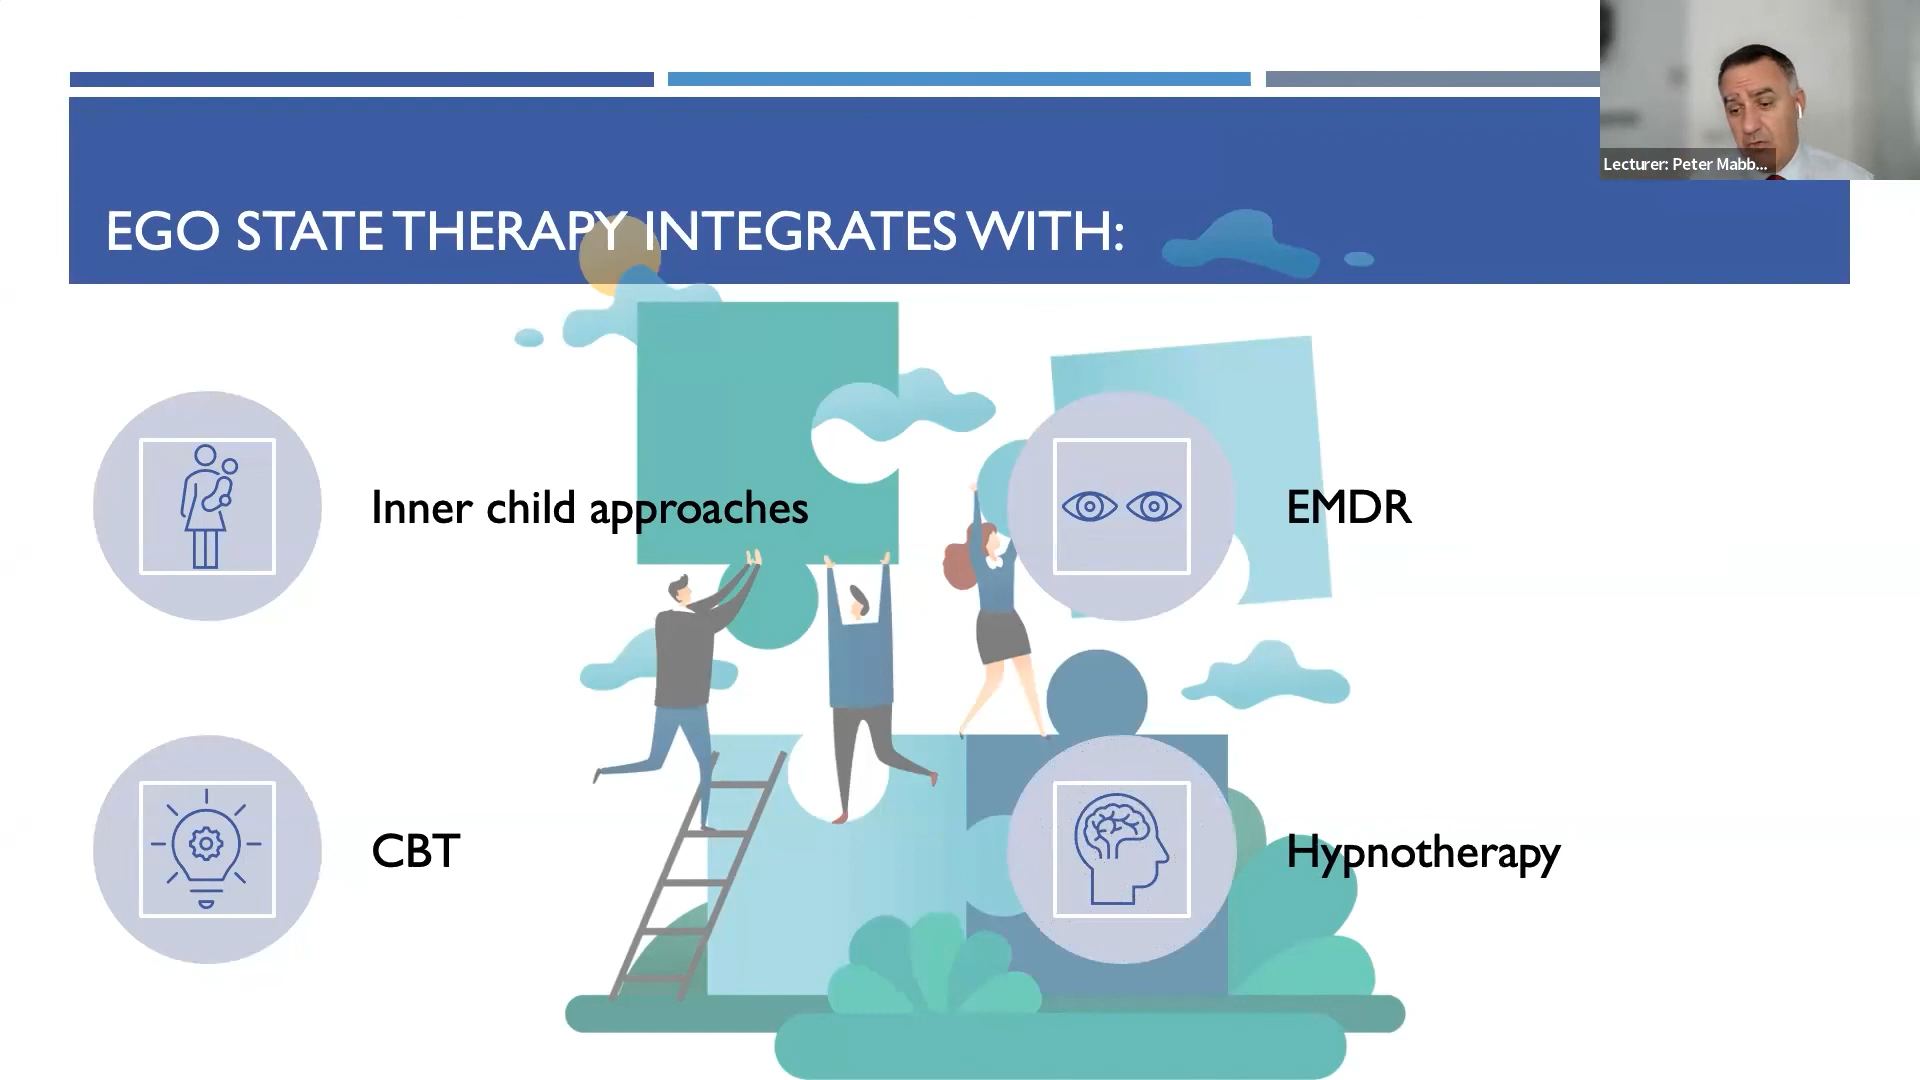 Lecturer: Peter Mabb...
EGO STATE THERAPY INTEGRATES WITH:
Inner child approaches
EMDR
CBT
Hypnotherapy